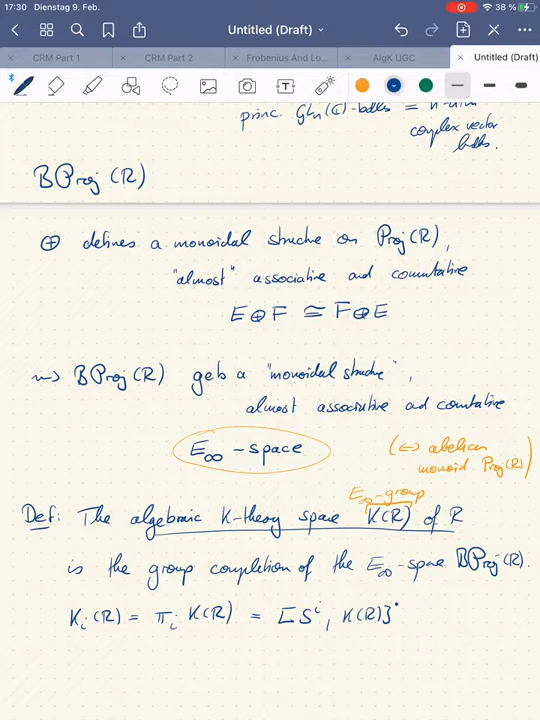 17:30 Dienstag 9. Feb.
38 %
Untitled (Draft)
CRM Part 1
CRM Part 2
Frobenius And Lo...
AlgK UGC
Untitled (Draft)
princ. GLn(ℂ)-bdls = n-dim
complex vector
bdls.
BProj(R)
⊕ defines a monoidal structure on Proj(R),
"almost" associative and commutative
E⊕F ≅ F⊕E
⇝ BProj(R) gets a "monoidal structure",
almost associative and comutative
E∞-space
(↔ abelian
monoid Proj(R))
E∞-group
Def: The algebraic K-theory space K(R) of R
is the group completion of the E∞-space BProj(R).
Kᵢ(R) = πᵢ K(R) = [Sⁱ, K(R)]•